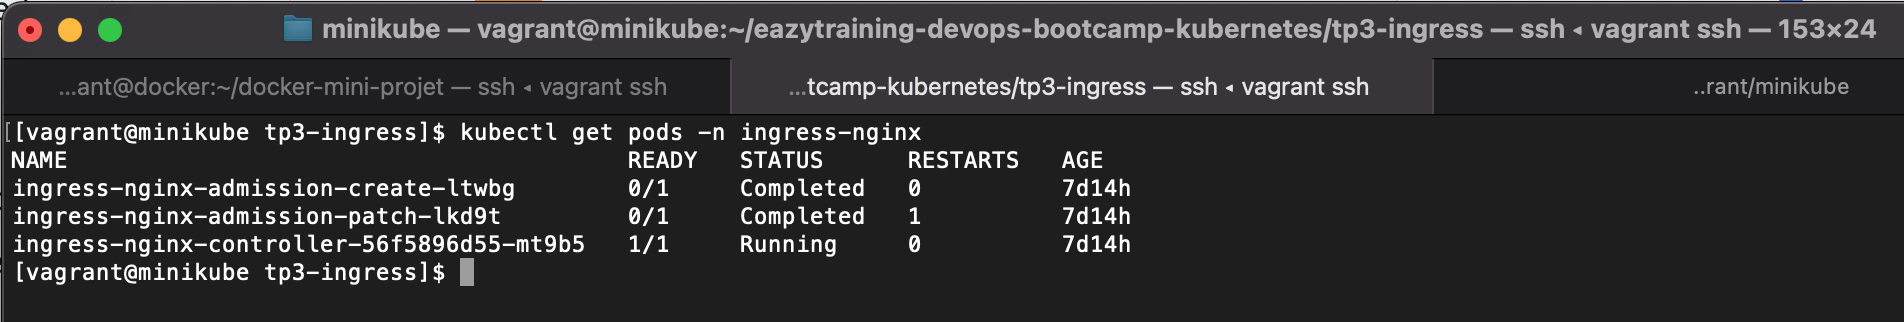 minikube — vagrant@minikube:~/eazytraining-devops-bootcamp-kubernetes/tp3-ingress — ssh ◂ vagrant ssh — 153×24
...ant@docker:~/docker-mini-projet — ssh ◂ vagrant ssh
...tcamp-kubernetes/tp3-ingress — ssh ◂ vagrant ssh
..rant/minikube
[[vagrant@minikube tp3-ingress]$ kubectl get pods -n ingress-nginx
NAME READY STATUS RESTARTS AGE
ingress-nginx-admission-create-ltwbg 0/1 Completed 0 7d14h
ingress-nginx-admission-patch-lkd9t 0/1 Completed 1 7d14h
ingress-nginx-controller-56f5896d55-mt9b5 1/1 Running 0 7d14h
[vagrant@minikube tp3-ingress]$